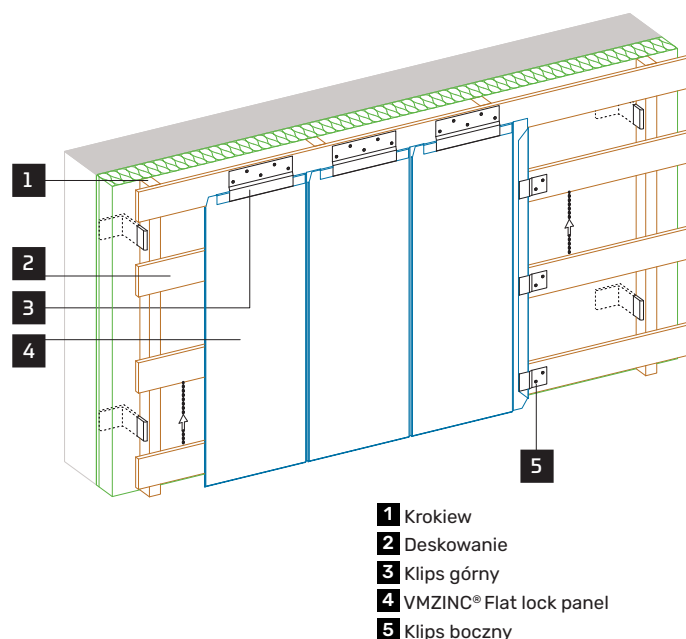 1
2
3
4
5
1 Krokiew
2 Deskowanie
3 Klips górny
4 VMZINC® Flat lock panel
5 Klips boczny